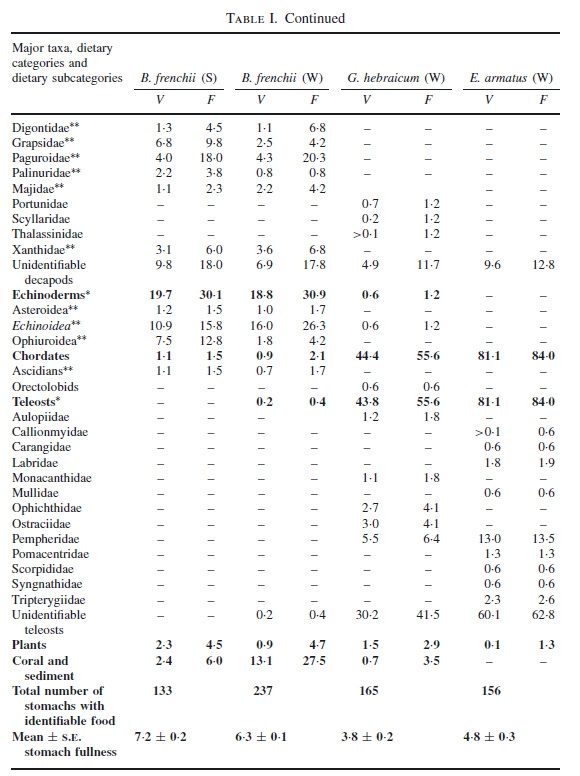 TABLE I. Continued
Major taxa, dietary
categories and
dietary subcategories B. frenchii (S) B. frenchii (W) G. hebraicum (W) E. armatus (W)
V F V F V F V F
Digontidae** 1·3 4·5 1·1 6·8 – – – –
Grapsidae** 6·8 9·8 2·5 4·2 – – – –
Paguroidae** 4·0 18·0 4·3 20·3 – – – –
Palinuridae** 2·2 3·8 0·8 0·8 – – – –
Majidae** 1·1 2·3 2·2 4·2 – – – –
Portunidae – – – – 0·7 1·2 – –
Scyllaridae – – – – 0·2 1·2 – –
Thalassinidae – – – – >0·1 1·2 – –
Xanthidae** 3·1 6·0 3·6 6·8 – – – –
Unidentifiable 9·8 18·0 6·9 17·8 4·9 11·7 9·6 12·8
decapods
Echinoderms* 19·7 30·1 18·8 30·9 0·6 1·2 – –
Asteroidea** 1·2 1·5 1·0 1·7 – – – –
Echinoidea** 10·9 15·8 16·0 26·3 0·6 1·2 – –
Ophiuroidea** 7·5 12·8 1·8 4·2 – – – –
Chordates 1·1 1·5 0·9 2·1 44·4 55·6 81·1 84·0
Ascidians** 1·1 1·5 0·7 1·7 – – – –
Orectolobids – – – – 0·6 0·6 – –
Teleosts* – – 0·2 0·4 43·8 55·6 81·1 84·0
Aulopiidae – – – – 1·2 1·8 – –
Callionmyidae – – – – – – >0·1 0·6
Carangidae – – – – – – 0·6 0·6
Labridae – – – – – – 1·8 1·9
Monacanthidae – – – – 1·1 1·8 – –
Mullidae – – – – – – 0·6 0·6
Ophichthidae – – – – 2·7 4·1 – –
Ostraciidae – – – – 3·0 4·1 – –
Pempheridae – – – – 5·5 6·4 13·0 13·5
Pomacentridae – – – – – – 1·3 1·3
Scorpididae – – – – – – 0·6 0·6
Syngnathidae – – – – – – 0·6 0·6
Tripterygiidae – – – – – – 2·3 2·6
Unidentifiable – – 0·2 0·4 30·2 41·5 60·1 62·8
teleosts
Plants 2·3 4·5 0·9 4·7 1·5 2·9 0·1 1·3
Coral and 2·4 6·0 13·1 27·5 0·7 3·5 – –
sediment
Total number of 133 237 165 156
stomachs with
identifiable food
Mean ± S.E. 7·2 ± 0·2 6·3 ± 0·1 3·8 ± 0·2 4·8 ± 0·3
stomach fullness